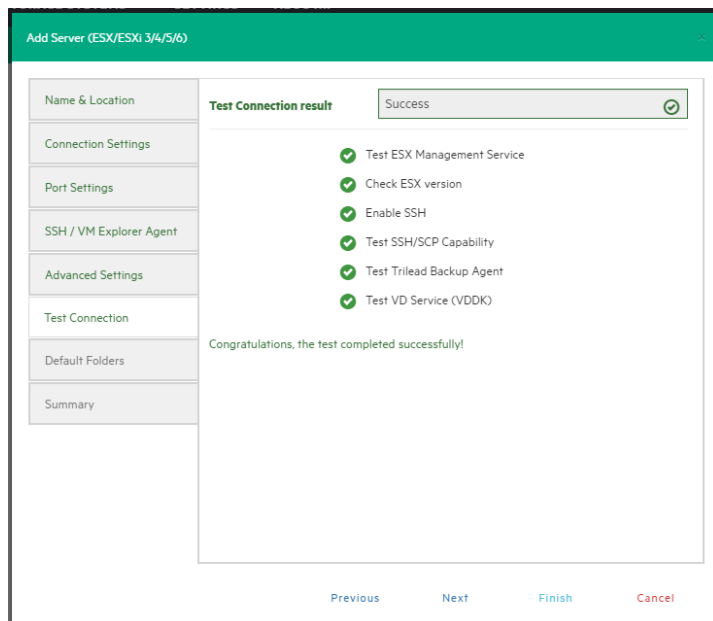 Add Server (ESX/ESXi 3/4/5/6)
Name & Location
Connection Settings
Port Settings
SSH / VM Explorer Agent
Advanced Settings
Test Connection
Default Folders
Summary
Test Connection result
Success
Test ESX Management Service
Check ESX version
Enable SSH
Test SSH/SCP Capability
Test Trilead Backup Agent
Test VD Service (VDDK)
Congratulations, the test completed successfully!
Previous Next Finish Cancel